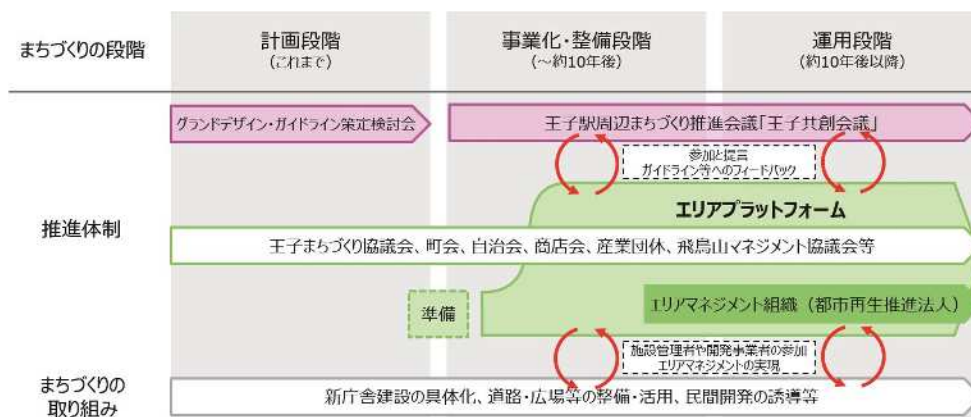 まちづくりの段階
計画段階
(これまで)
事業化・整備段階
(～約10年後)
運用段階
(約10年後以降)
推進体制
グランドデザイン・ガイドライン策定検討会
王子駅周辺まちづくり推進会議「王子共創会議」
参加と提言
ガイドライン等へのフィードバック
エリアプラットフォーム
王子まちづくり協議会、町会、自治会、商店会、産業団体、飛鳥山マネジメント協議会等
準備
エリアマネジメント組織（都市再生推進法人）
施設管理者や開発事業者の参加
エリアマネジメントの実現
まちづくりの
取り組み
新庁舎建設の具体化、道路・広場等の整備・活用、民間開発の誘導等